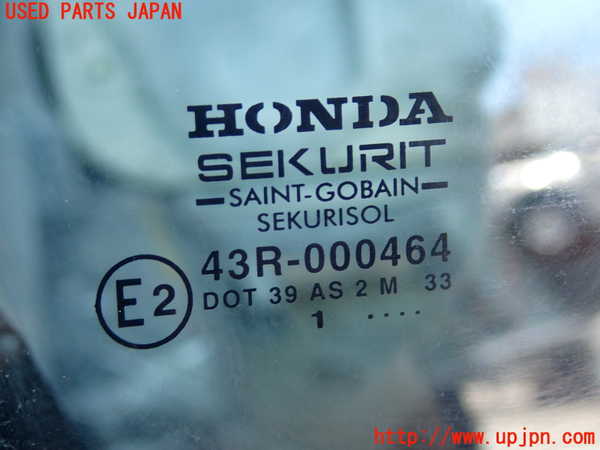 USED PARTS JAPAN
HONDA
SEKURIT
SAINT-GOBAIN
SEKURISOL
E2
43R-000464
DOT 39 AS 2 M 33
1 ....
http://www.upjpn.com